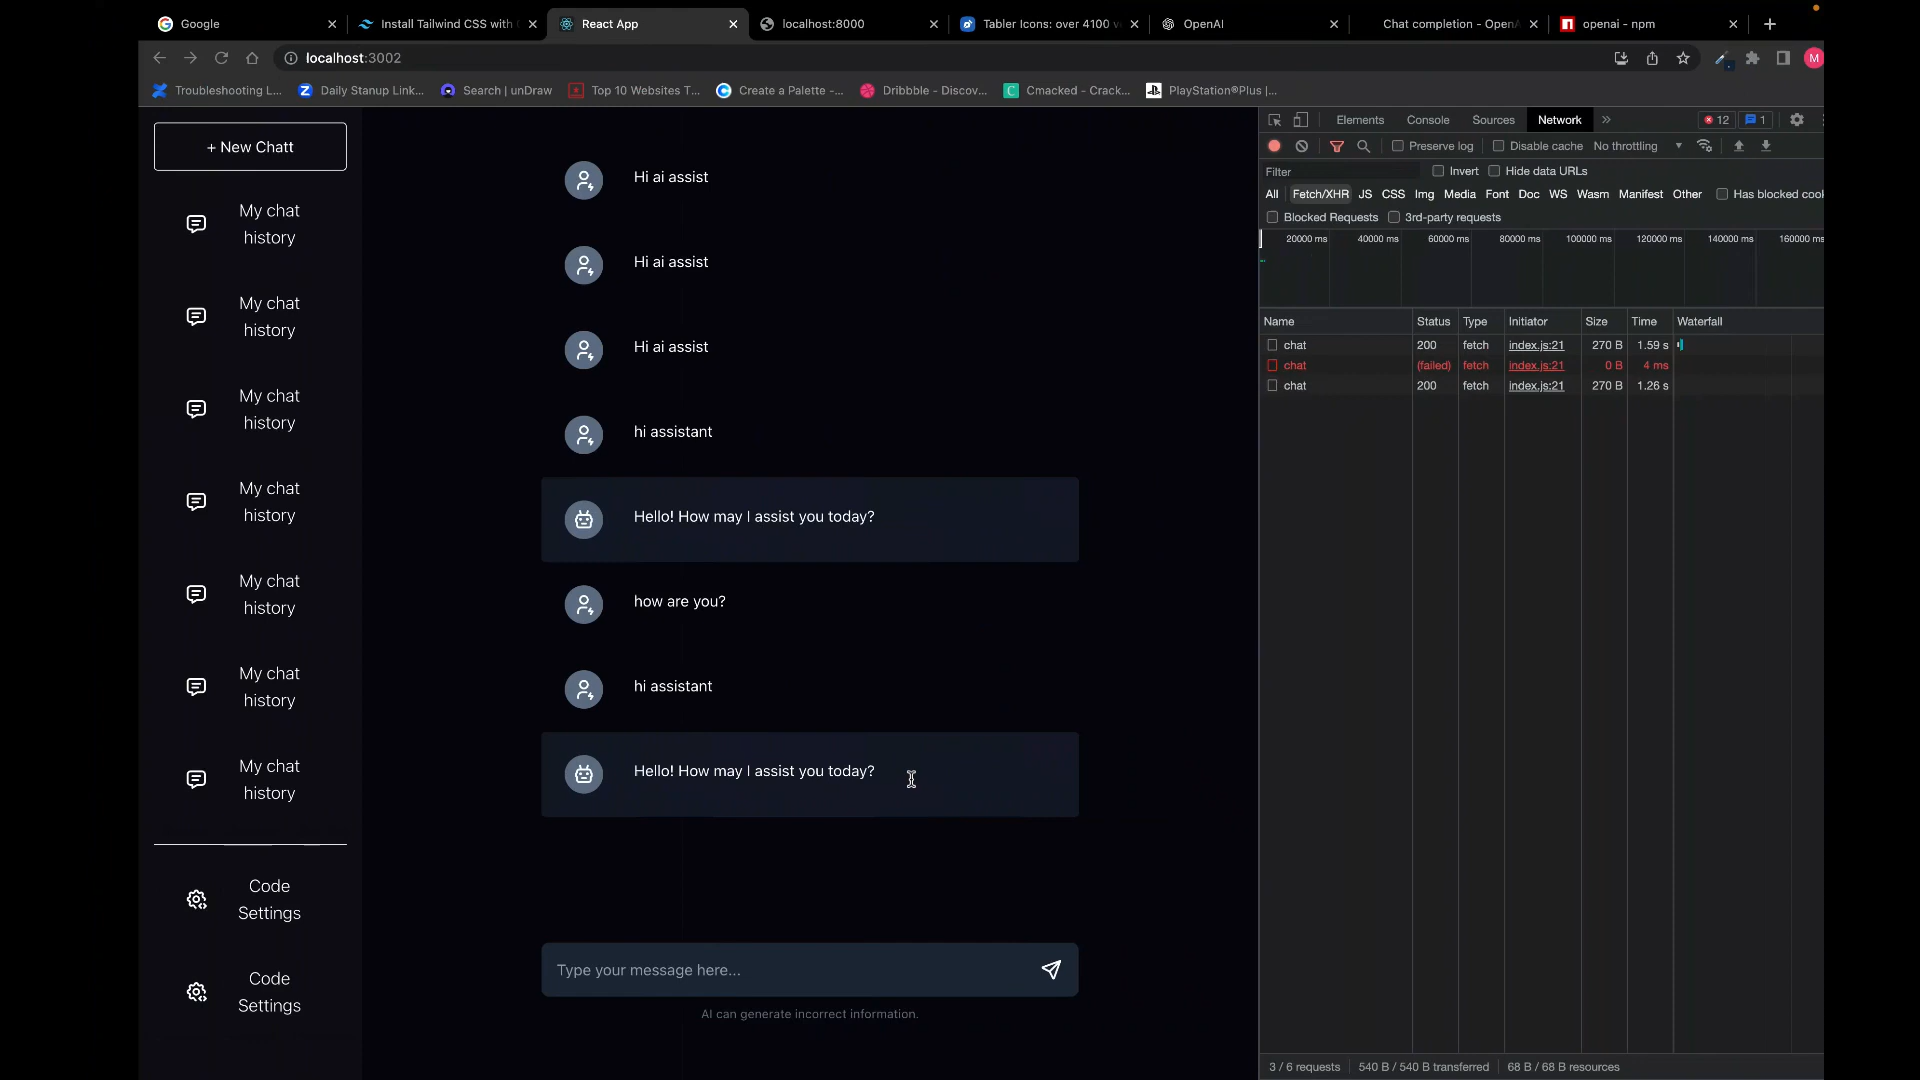 Google
Install Tailwind CSS with
React App
localhost:8000
Tabler Icons: over 4100 v
OpenAI
Chat completion - OpenA
openai - npm
localhost:3002
M
Troubleshooting L...
Daily Stanup Link...
Search | unDraw
Top 10 Websites T...
Create a Palette -...
Dribbble - Discov...
Cmacked - Crack...
PlayStation®Plus |...
+ New Chatt
My chat
history
My chat
history
My chat
history
My chat
history
My chat
history
My chat
history
My chat
history
Code
Settings
Code
Settings
Hi ai assist
Hi ai assist
Hi ai assist
hi assistant
Hello! How may I assist you today?
how are you?
hi assistant
Hello! How may I assist you today?
Type your message here...
AI can generate incorrect information.
Elements Console Sources Network » 12 1
Preserve log Disable cache No throttling
Filter Invert Hide data URLs
All Fetch/XHR JS CSS Img Media Font Doc WS Wasm Manifest Other Has blocked cook
Blocked Requests 3rd-party requests
20000 ms 40000 ms 60000 ms 80000 ms 100000 ms 120000 ms 140000 ms 160000 ms
Name Status Type Initiator Size Time Waterfall
chat 200 fetch index.js:21 270 B 1.59 s
chat (failed) fetch index.js:21 0 B 4 ms
chat 200 fetch index.js:21 270 B 1.26 s
3 / 6 requests 540 B / 540 B transferred 68 B / 68 B resources